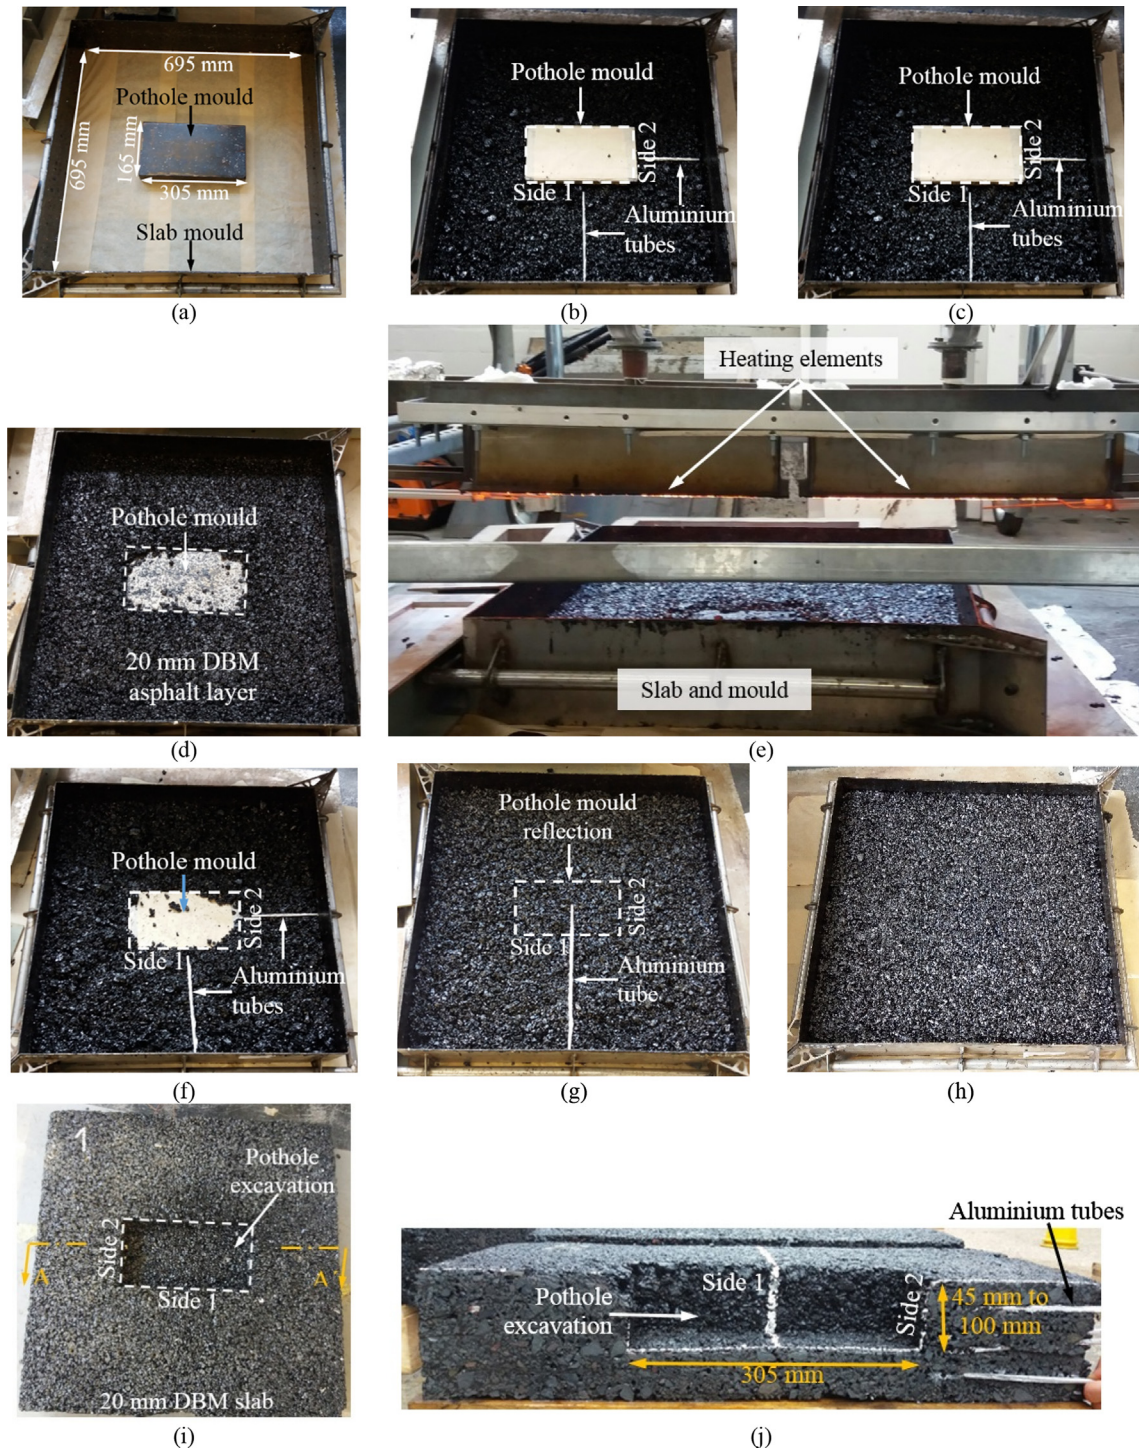 695 mm
Pothole mould
695 mm
165 mm
305 mm
Slab mould
(a)
Pothole mould
Side 2
Side 1
Aluminium
tubes
(b)
Pothole mould
Side 2
Side 1
Aluminium
tubes
(c)
Pothole mould
20 mm DBM
asphalt layer
(d)
Heating elements
Slab and mould
(e)
Pothole mould
Side 2
Side 1
Aluminium
tubes
(f)
Pothole mould
reflection
Side 2
Side 1
Aluminium
tube
(g)
(h)
1
Pothole
excavation
Side 2
A
A
Side 1
20 mm DBM slab
(i)
Aluminium tubes
Side 1
Side 2
Pothole
excavation
45 mm to
100 mm
305 mm
(j)